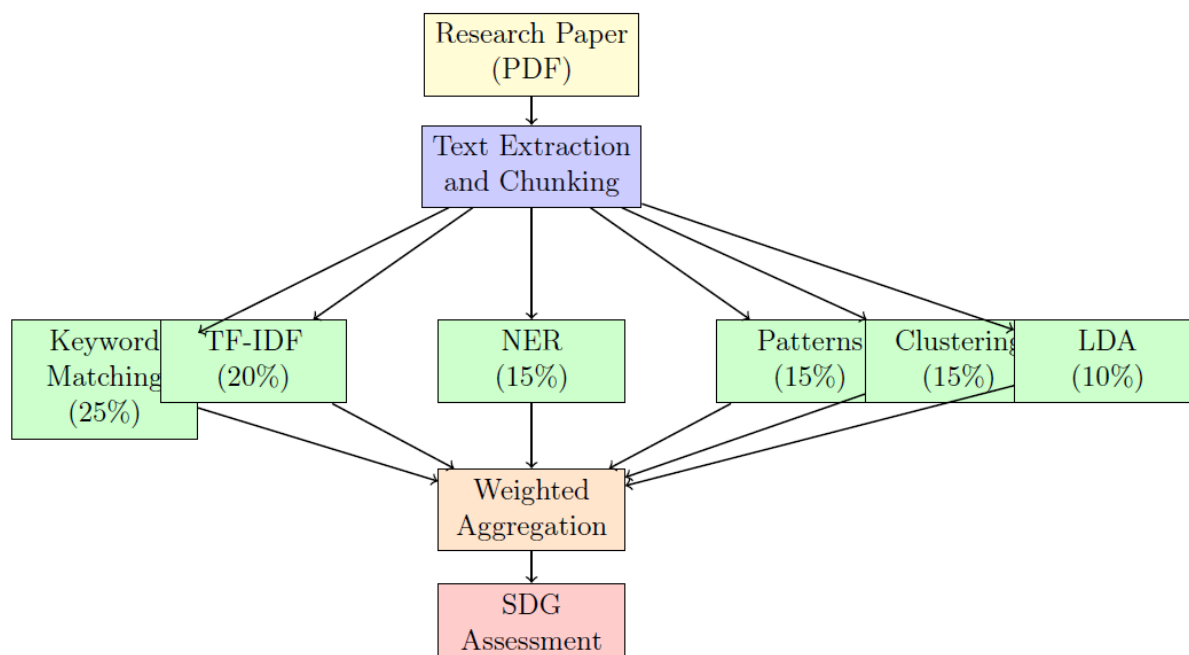 Research Paper
(PDF)
Text Extraction
and Chunking
Keyword
Matching
(25%)
TF-IDF
(20%)
NER
(15%)
Patterns
(15%)
Clustering
(15%)
LDA
(10%)
Weighted
Aggregation
SDG
Assessment